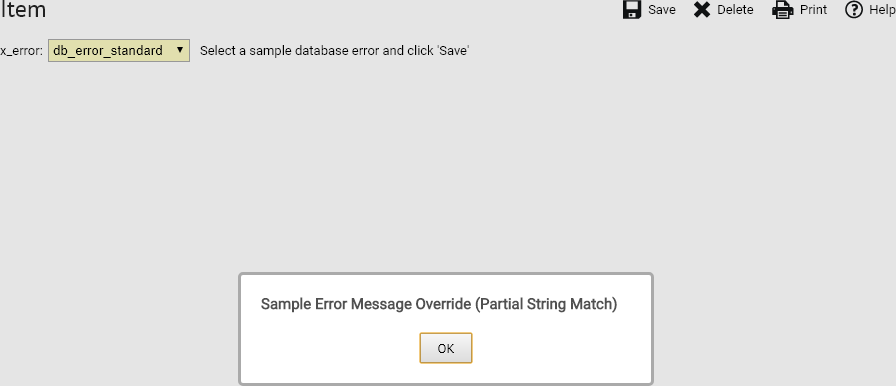 Item
Save Delete Print Help
x_error: db_error_standard Select a sample database error and click 'Save'
Sample Error Message Override (Partial String Match)
OK